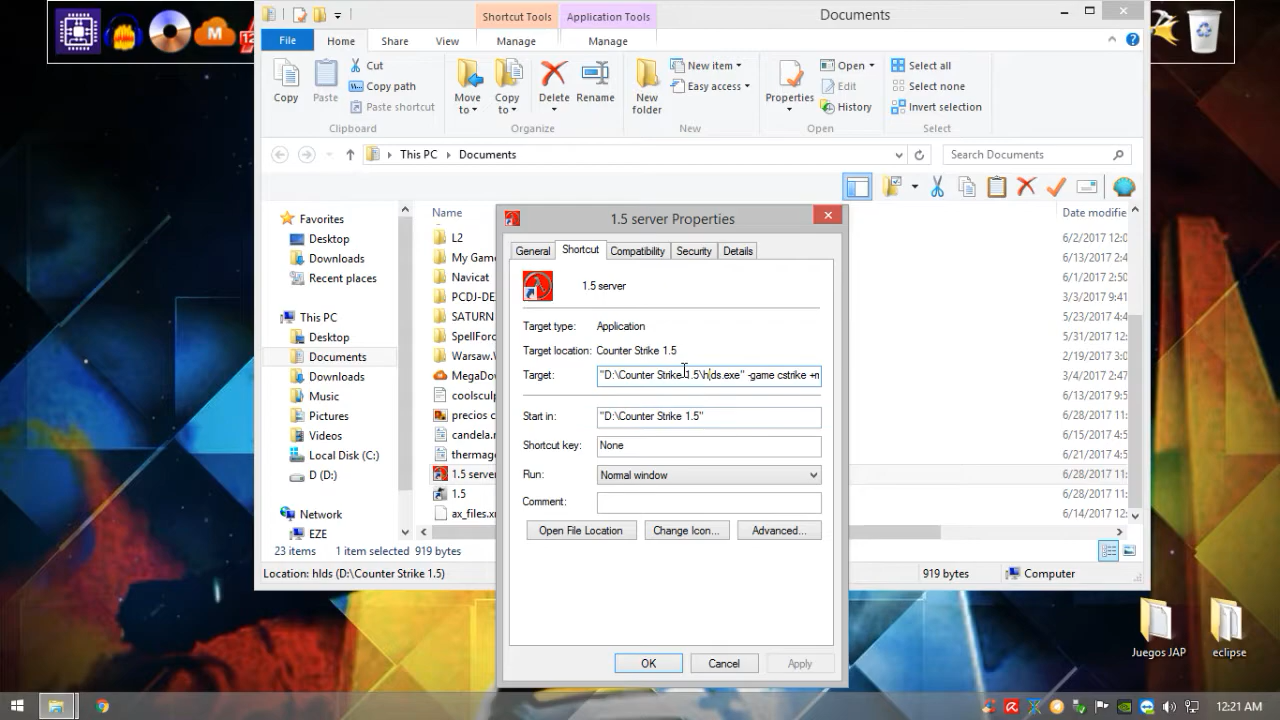 Shortcut Tools
Application Tools
Documents
File
Home
Share
View
Manage
Manage
Copy
Paste
Cut
Copy path
Paste shortcut
Clipboard
Move to
Copy to
Delete
Rename
Organize
New folder
New item
Easy access
New
Properties
Open
Edit
History
Open
Select all
Select none
Invert selection
Select
This PC
Documents
Search Documents
Name
Date modifie
Favorites
Desktop
Downloads
Recent places
This PC
Desktop
Documents
Downloads
Music
Pictures
Videos
Local Disk (C:)
D (D:)
Network
EZE
L2
My Game
Navicat
PCDJ-DE
SATURN
SpellForc
Warsaw.
MegaDow
coolsculp
precios c
candela.r
thermage
1.5 server
1.5
ax_files.xm
6/2/2017 12:0
6/13/2017 2:4
6/1/2017 2:50
3/3/2017 9:41
5/23/2017 4:5
5/31/2017 12:
2/19/2017 3:0
3/4/2017 2:47
6/13/2017 12:
6/28/2017 11:
6/15/2017 4:5
6/21/2017 4:5
6/28/2017 11:
6/28/2017 11:
6/14/2017 12:
23 items
1 item selected
919 bytes
Location: hlds (D:\Counter Strike 1.5)
919 bytes
Computer
1.5 server Properties
General
Shortcut
Compatibility
Security
Details
1.5 server
Target type: Application
Target location: Counter Strike 1.5
Target: "D:\Counter Strike 1.5\hlds.exe" -game cstrike +n
Start in: "D:\Counter Strike 1.5"
Shortcut key: None
Run: Normal window
Comment:
Open File Location
Change Icon...
Advanced...
OK
Cancel
Apply
Juegos JAP
eclipse
12:21 AM